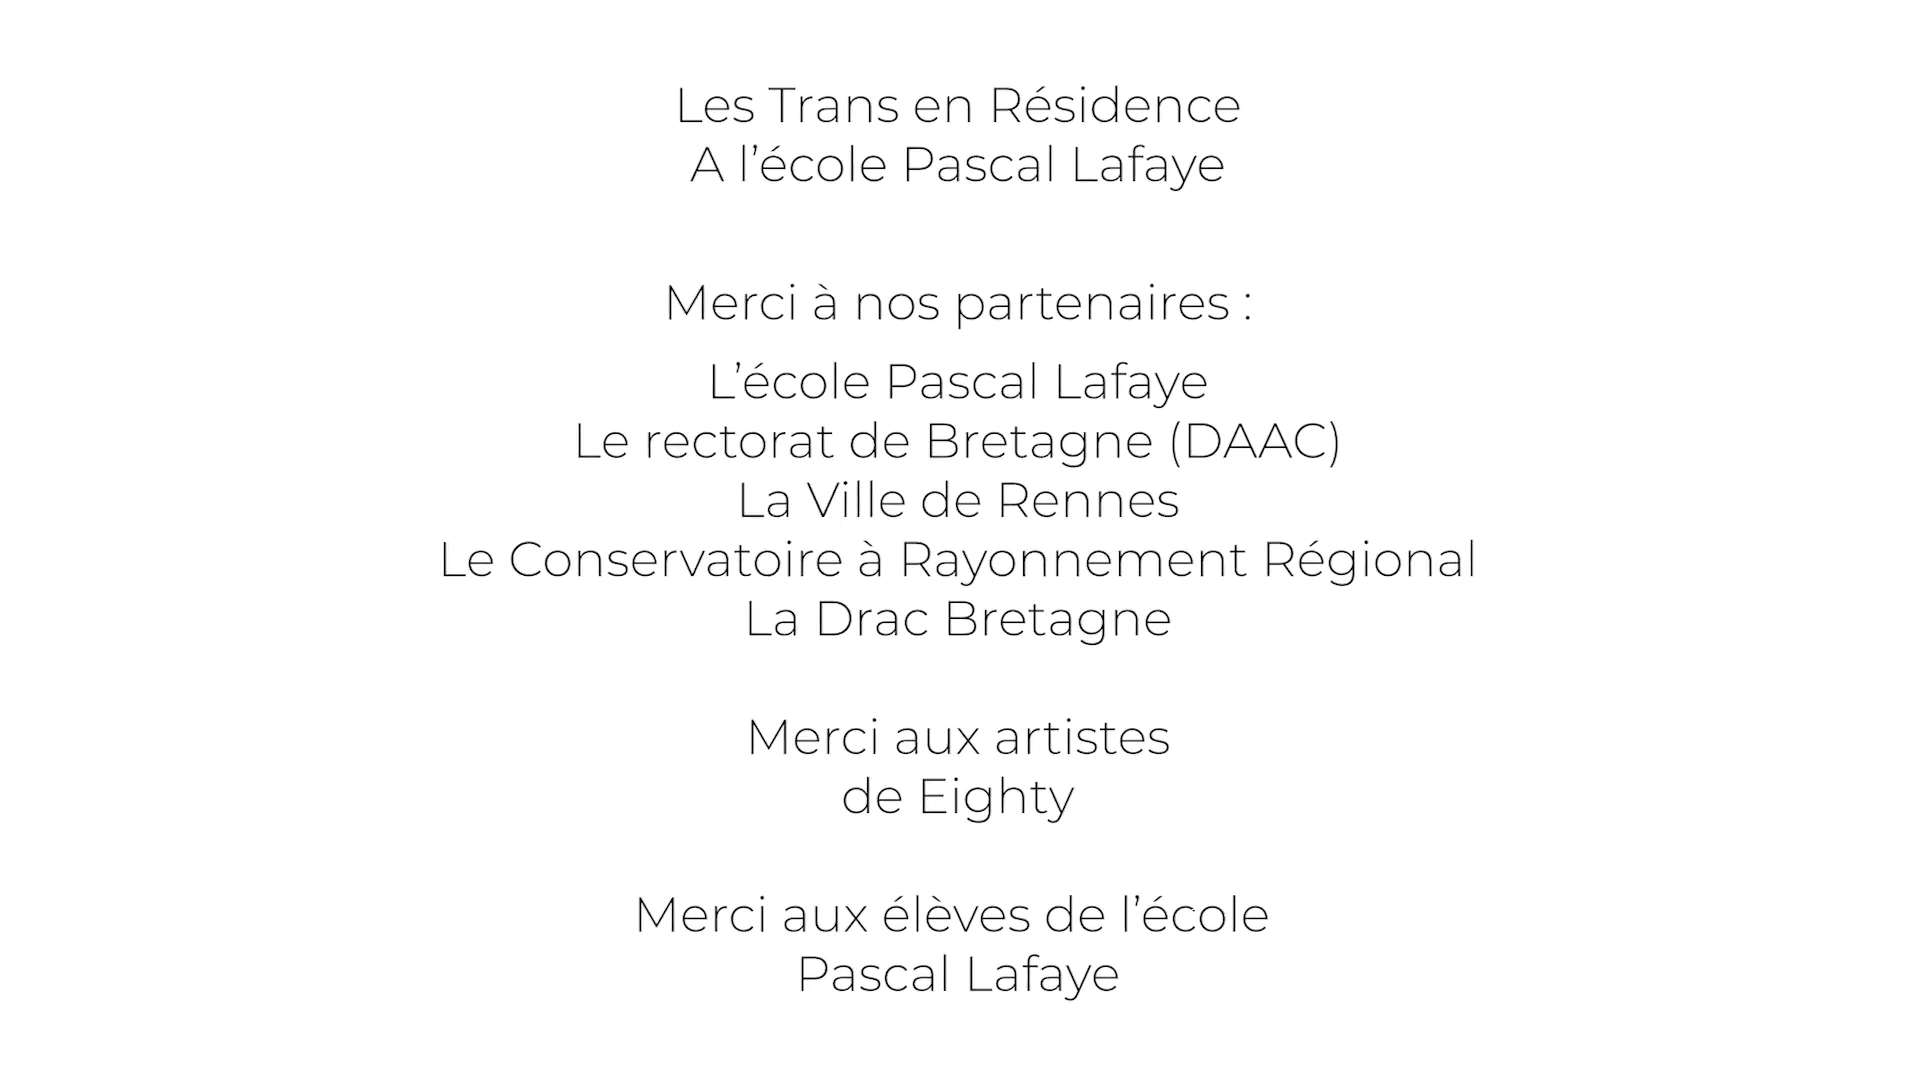 Les Trans en Résidence
A l’école Pascal Lafaye
Merci à nos partenaires :
L’école Pascal Lafaye
Le rectorat de Bretagne (DAAC)
La Ville de Rennes
Le Conservatoire à Rayonnement Régional
La Drac Bretagne
Merci aux artistes
de Eighty
Merci aux élèves de l’école
Pascal Lafaye